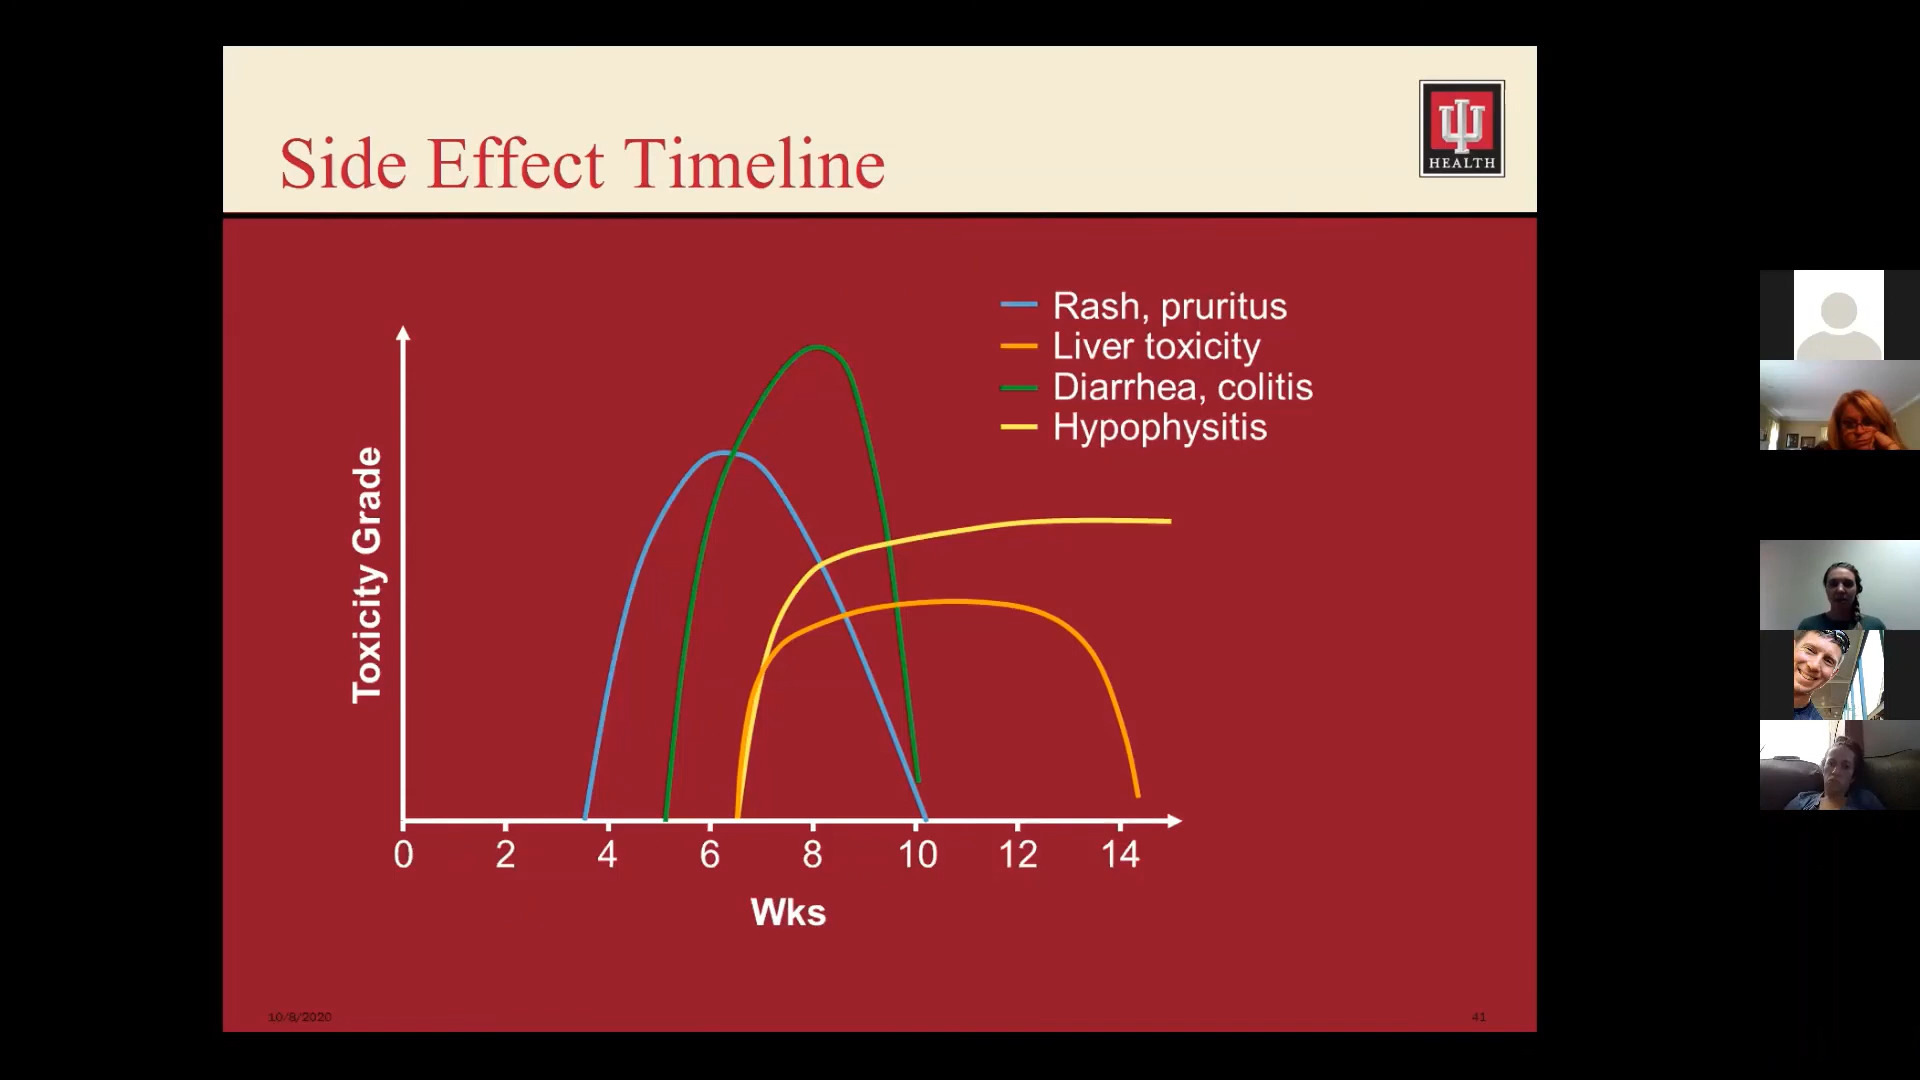 Side Effect Timeline
HEALTH
Rash, pruritus
Liver toxicity
Diarrhea, colitis
Hypophysitis
Toxicity Grade
0 2 4 6 8 10 12 14
Wks
10/8/2020
41